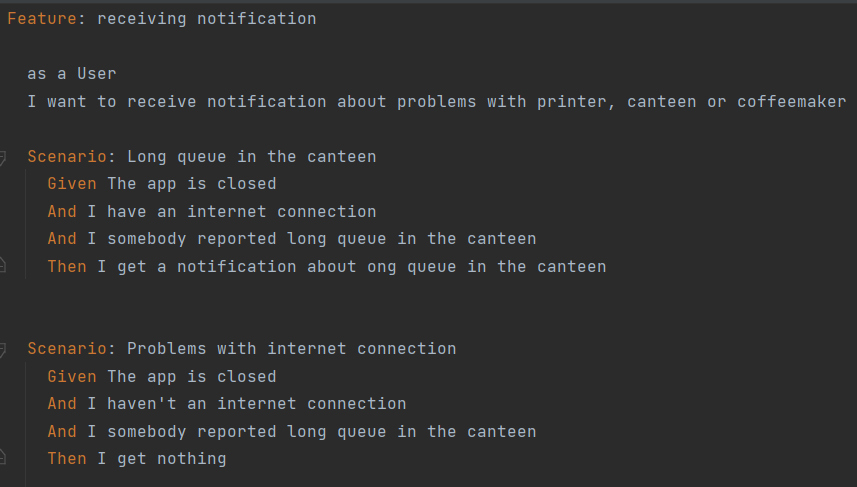 Feature: receiving notification
as a User
I want to receive notification about problems with printer, canteen or coffeemaker
Scenario: Long queue in the canteen
Given The app is closed
And I have an internet connection
And I somebody reported long queue in the canteen
Then I get a notification about ong queue in the canteen
Scenario: Problems with internet connection
Given The app is closed
And I haven't an internet connection
And I somebody reported long queue in the canteen
Then I get nothing